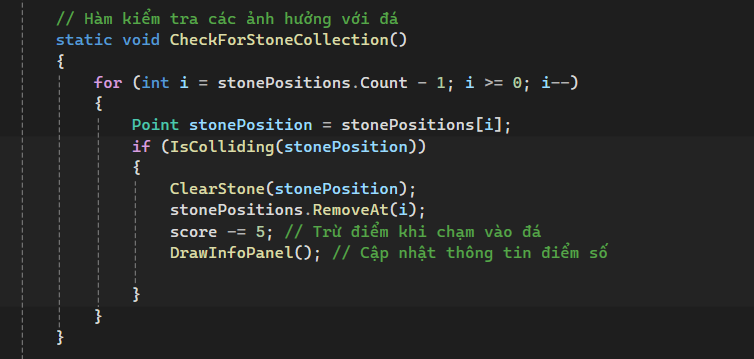 // Hàm kiểm tra các ảnh hưởng với đá
static void CheckForStoneCollection()
{
for (int i = stonePositions.Count - 1; i >= 0; i--)
{
Point stonePosition = stonePositions[i];
if (IsColliding(stonePosition))
{
ClearStone(stonePosition);
stonePositions.RemoveAt(i);
score -= 5; // Trừ điểm khi chạm vào đá
DrawInfoPanel(); // Cập nhật thông tin điểm số
}
}
}